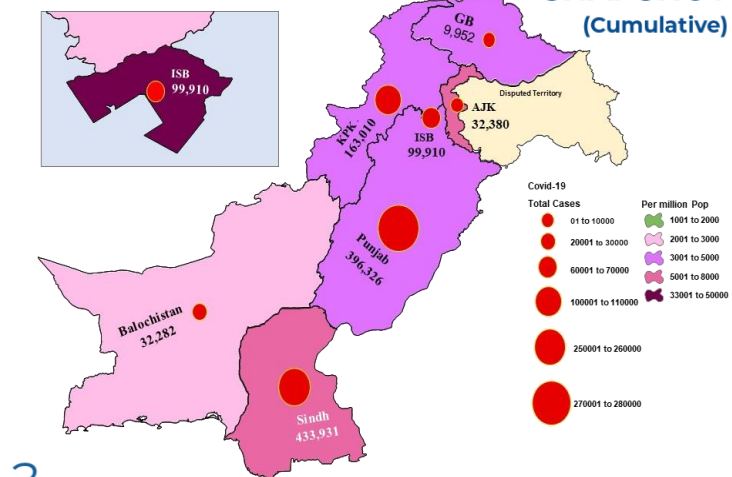 (Cumulative)
GB
9,952
ISB
99,910
Disputed Territory
AJK
32,380
KPK
163,010
ISB
99,910
Punjab
396,326
Balochistan
32,282
Sindh
433,931
Covid-19
Total Cases
01 to 10000
20001 to 30000
60001 to 70000
100001 to 110000
250001 to 260000
270001 to 280000
Per million Pop
1001 to 2000
2001 to 3000
3001 to 5000
5001 to 8000
33001 to 50000